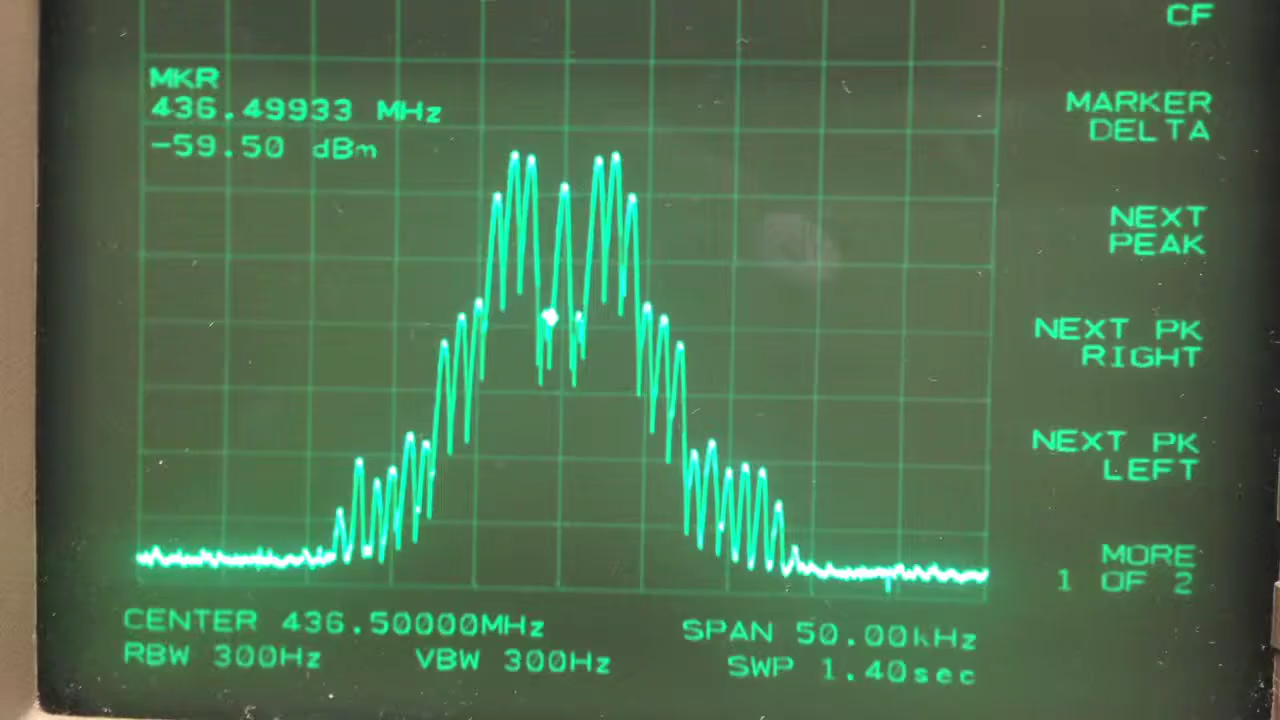 CF
MKR
436.49933 MHz
-59.50 dBm
MARKER
DELTA
NEXT
PEAK
NEXT PK
RIGHT
NEXT PK
LEFT
MORE
1 OF 2
CENTER 436.50000MHz
SPAN 50.00kHz
RBW 300Hz
VBW 300Hz
SWP 1.40sec